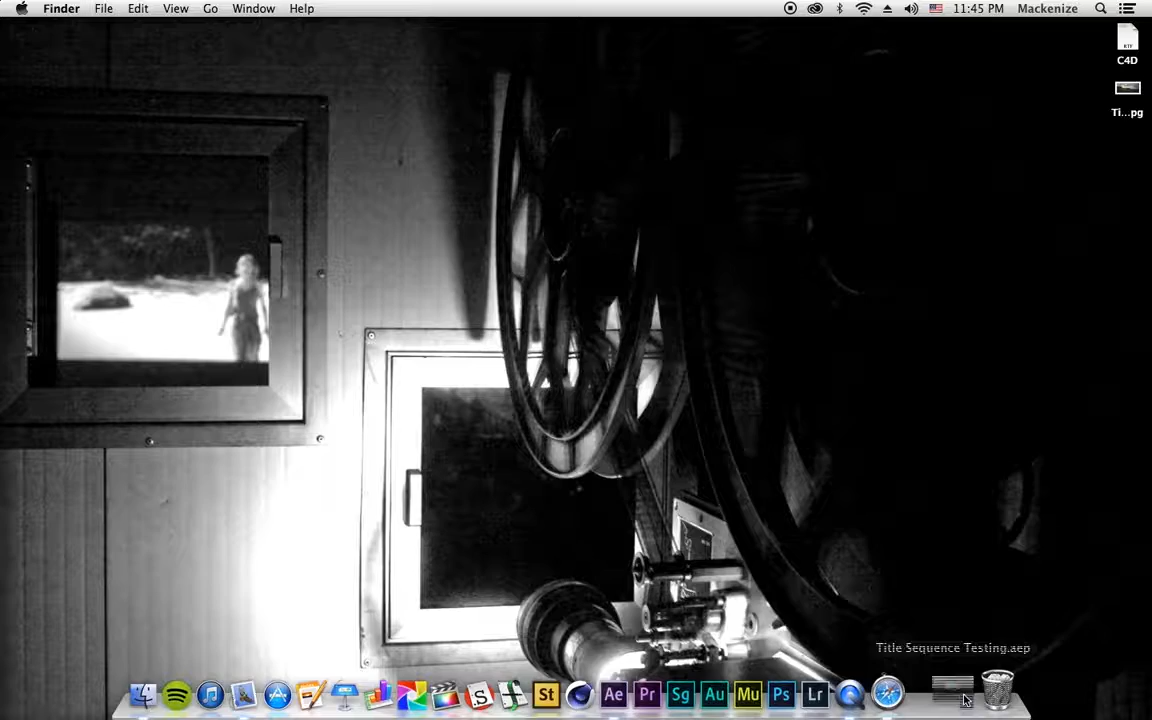 Finder File Edit View Go Window Help 11:45 PM Mackenize
RTF
C4D
Ti...pg
Title Sequence Testing.aep
St Ae Pr Sg Au Mu Ps Lr